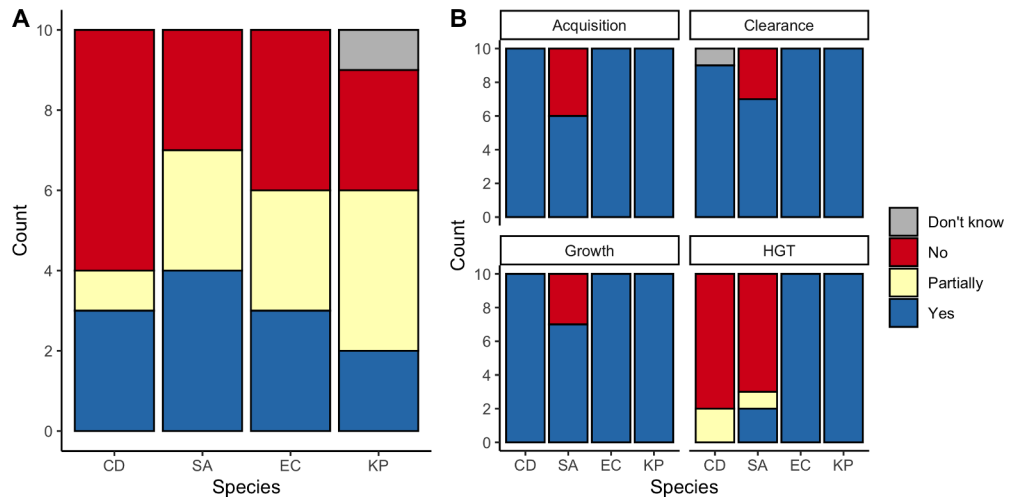 A
10
8
6
4
2
0
Count
CD SA EC KP
Species
B
Acquisition Clearance
10
8
6
4
2
0
Growth HGT
10
8
6
4
2
0
Count
CD SA EC KP CD SA EC KP
Species
Don't know
No
Partially
Yes